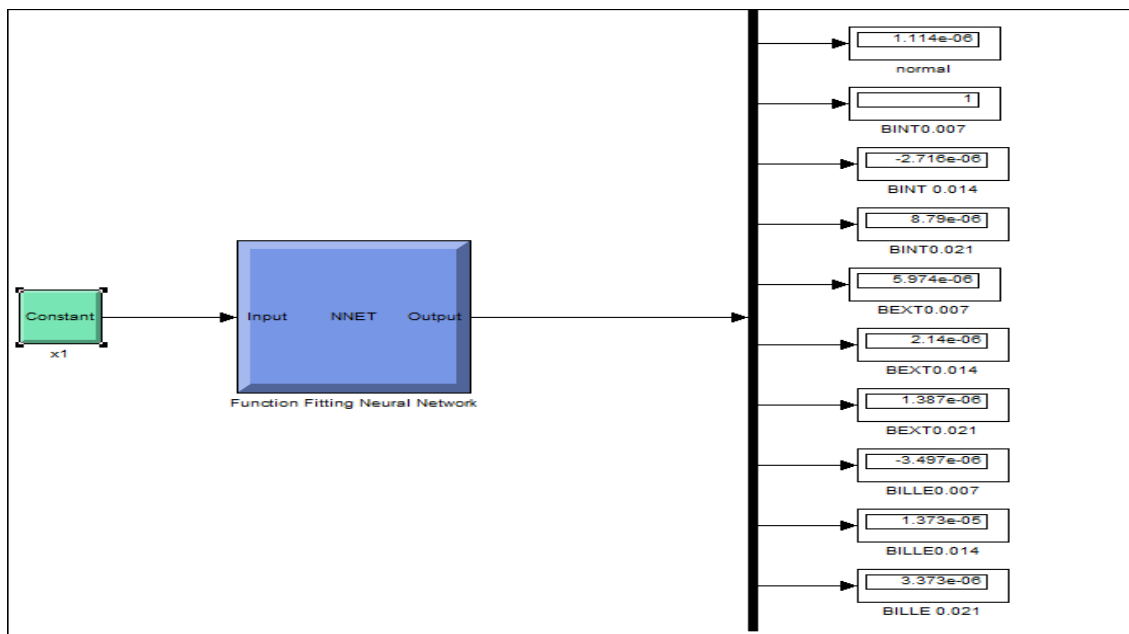 1.114e-06
normal
1
BINT0.007
-2.716e-06
BINT 0.014
8.79e-06
BINT0.021
5.974e-06
BEXT0.007
2.14e-06
BEXT0.014
1.387e-06
BEXT0.021
-3.497e-06
BILLE0.007
1.373e-05
BILLE0.014
3.373e-06
BILLE 0.021
Constant
x1
Input NNET Output
Function Fitting Neural Network